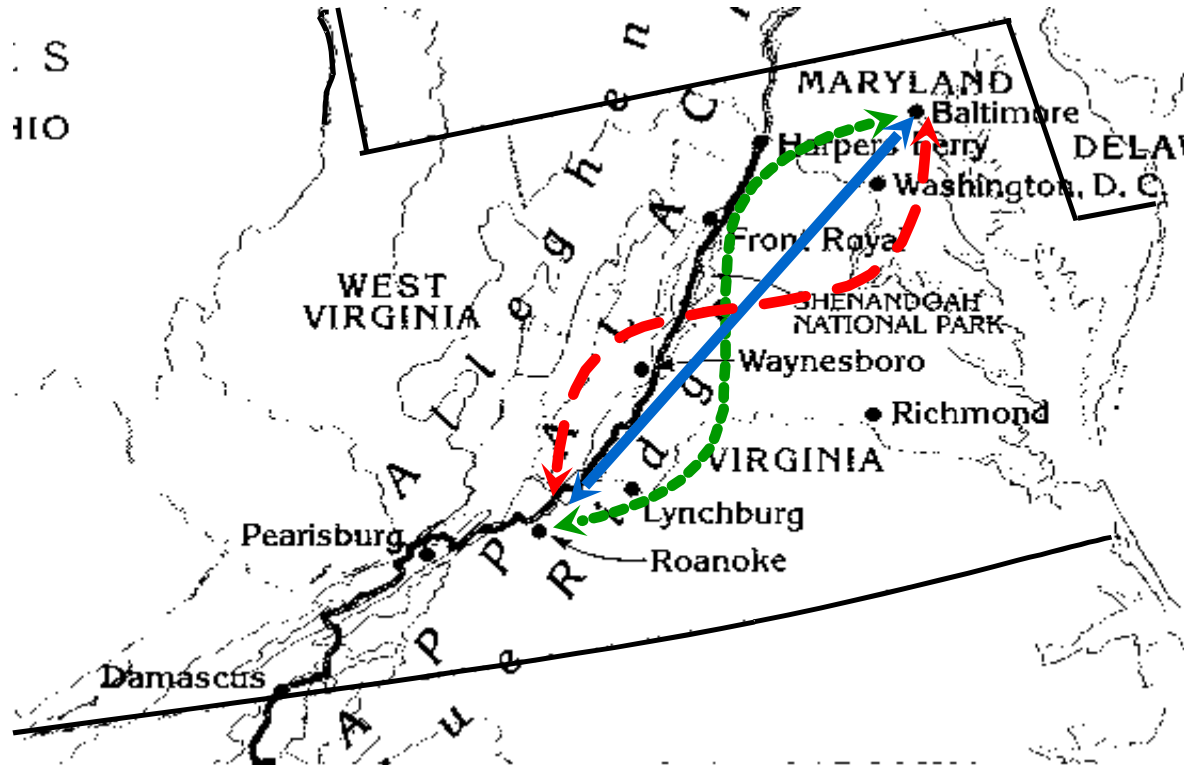 S
HIO
MARYLAND
Baltimore
Harpers Ferry
DELAW
Washington, D. C.
Front Royal
WEST
VIRGINIA
SHENANDOAH
NATIONAL PARK
Waynesboro
Richmond
VIRGINIA
Lynchburg
Pearisburg
Roanoke
Damascus
A l l e g h e n
A P P A L A C
u e R i d g